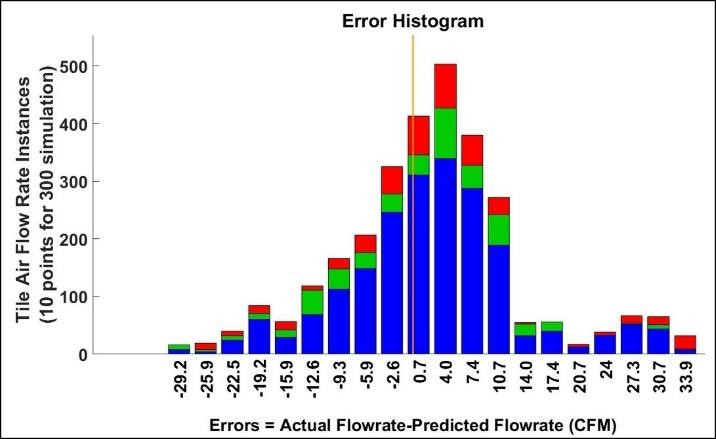 Error Histogram
Tile Air Flow Rate Instances
(10 points for 300 simulation)
500
400
300
200
100
0
-29.2 -25.9 -22.5 -19.2 -15.9 -12.6 -9.3 -5.9 -2.6 0.7 4.0 7.4 10.7 14.0 17.4 20.7 24 27.3 30.7 33.9
Errors = Actual Flowrate-Predicted Flowrate (CFM)